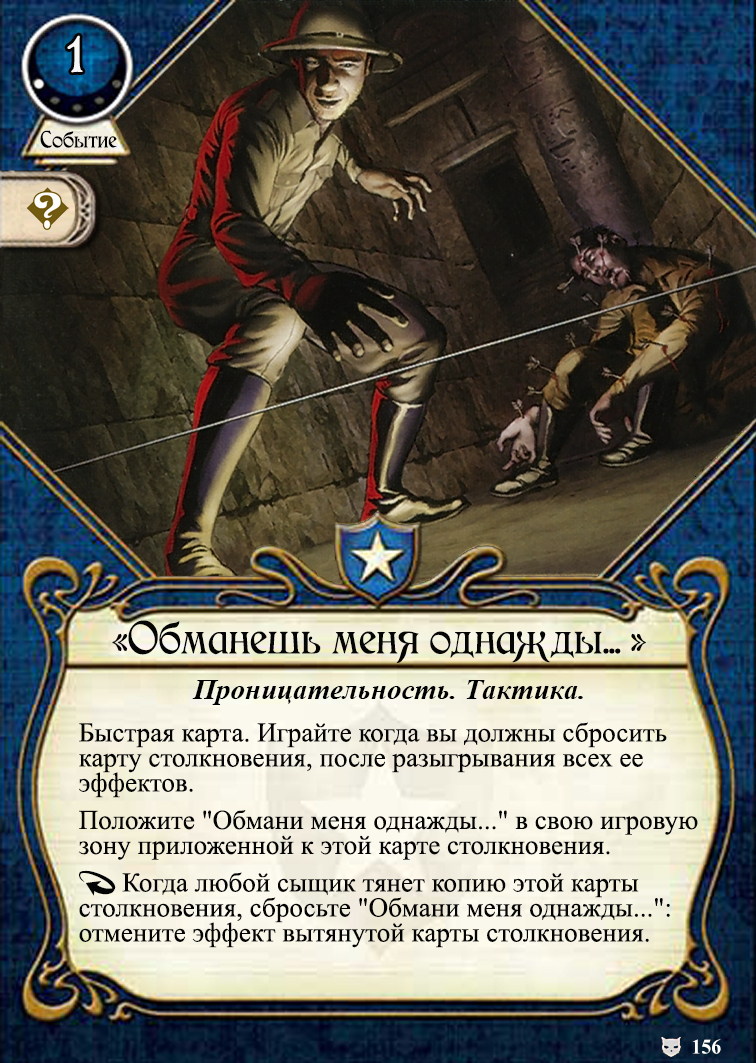 1
Событие
?
«Обманешь меня однажды... »
Проницательность. Тактика.
Быстрая карта. Играйте когда вы должны сбросить
карту столкновения, после разыгрывания всех ее
эффектов.
Положите "Обмани меня однажды..." в свою игровую
зону приложенной к этой карте столкновения.
Когда любой сыщик тянет копию этой карты
столкновения, сбросьте "Обмани меня однажды...":
отмените эффект вытянутой карты столкновения.
156